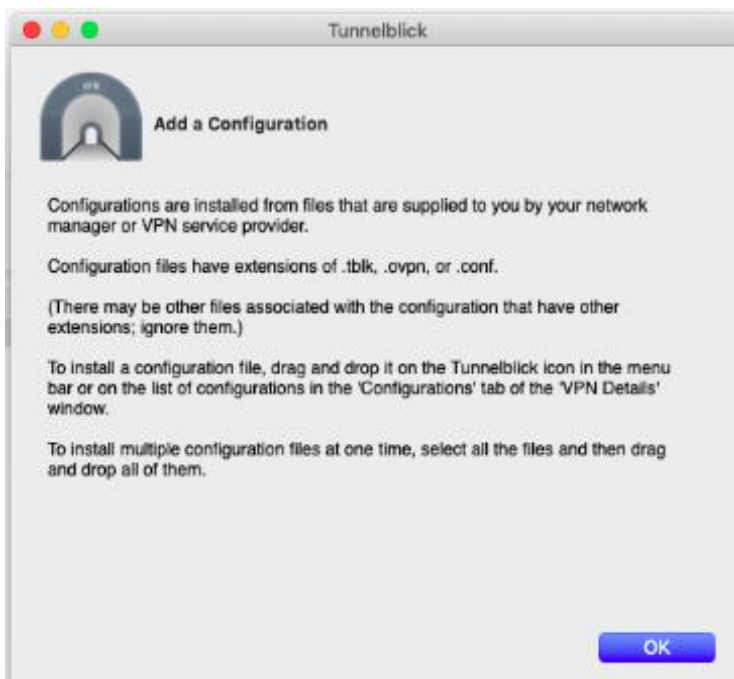 Tunnelblick
Add a Configuration
Configurations are installed from files that are supplied to you by your network
manager or VPN service provider.
Configuration files have extensions of .tblk, .ovpn, or .conf.
(There may be other files associated with the configuration that have other
extensions; ignore them.)
To install a configuration file, drag and drop it on the Tunnelblick icon in the menu
bar or on the list of configurations in the 'Configurations' tab of the 'VPN Details'
window.
To install multiple configuration files at one time, select all the files and then drag
and drop all of them.
OK